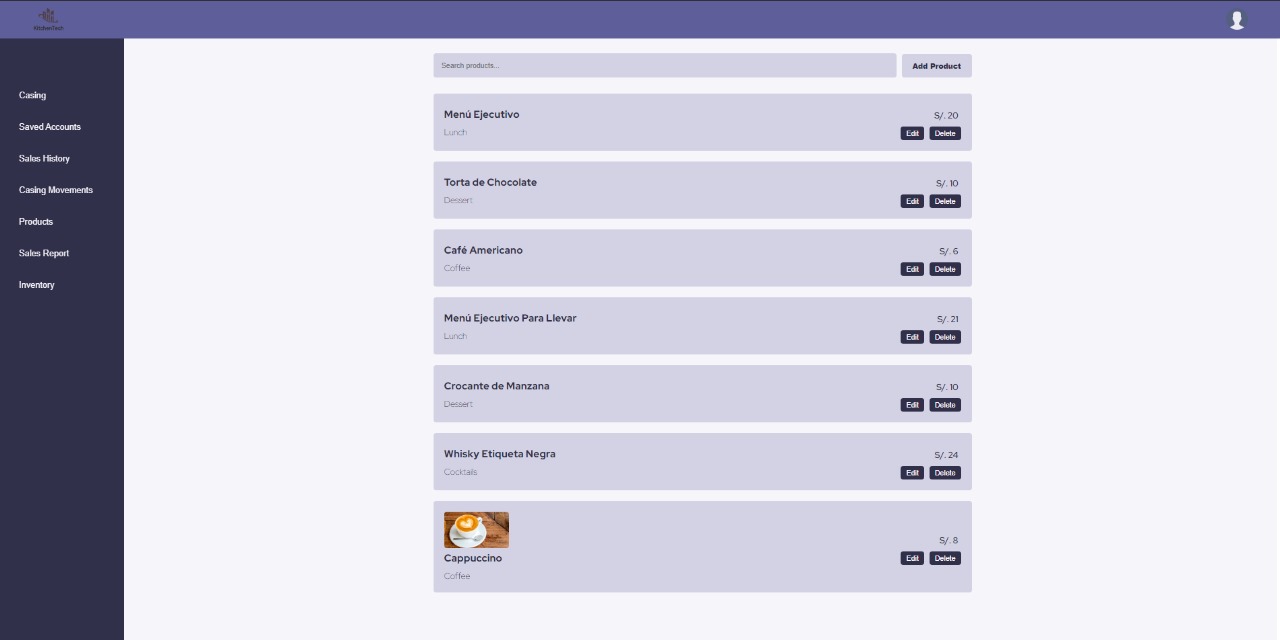 KitchenTech
Casing
Saved Accounts
Sales History
Casing Movements
Products
Sales Report
Inventory
Search products...
Add Product
Menú Ejecutivo
S/. 20
Lunch
Edit
Delete
Torta de Chocolate
S/. 10
Dessert
Edit
Delete
Café Americano
S/. 6
Coffee
Edit
Delete
Menú Ejecutivo Para Llevar
S/. 21
Lunch
Edit
Delete
Crocante de Manzana
S/. 10
Dessert
Edit
Delete
Whisky Etiqueta Negra
S/. 24
Cocktails
Edit
Delete
S/. 8
Cappuccino
Edit
Delete
Coffee